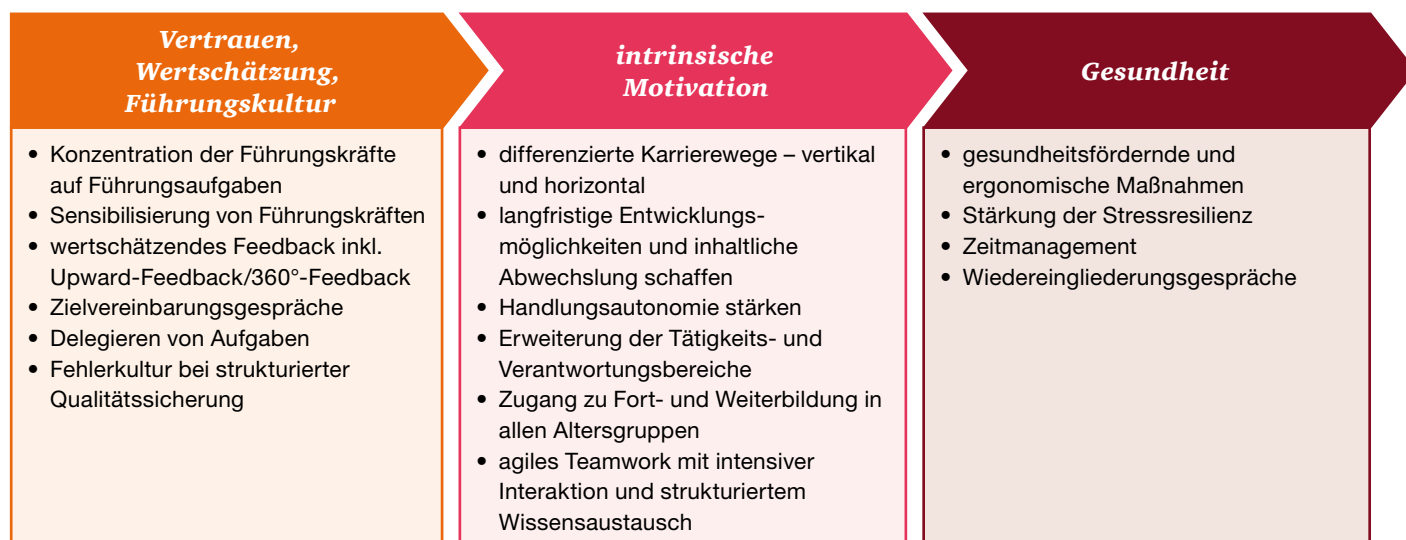 Vertrauen,
Wertschätzung,
Führungskultur
• Konzentration der Führungskräfte
auf Führungsaufgaben
• Sensibilisierung von Führungskräften
• wertschätzendes Feedback inkl.
Upward-Feedback/360°-Feedback
• Zielvereinbarungsgespräche
• Delegieren von Aufgaben
• Fehlerkultur bei strukturierter
Qualitätssicherung
intrinsische
Motivation
• differenzierte Karrierewege – vertikal
und horizontal
• langfristige Entwicklungs-
möglichkeiten und inhaltliche
Abwechslung schaffen
• Handlungsautonomie stärken
• Erweiterung der Tätigkeits- und
Verantwortungsbereiche
• Zugang zu Fort- und Weiterbildung in
allen Altersgruppen
• agiles Teamwork mit intensiver
Interaktion und strukturiertem
Wissensaustausch
Gesundheit
• gesundheitsfördernde und
ergonomische Maßnahmen
• Stärkung der Stressresilienz
• Zeitmanagement
• Wiedereingliederungsgespräche